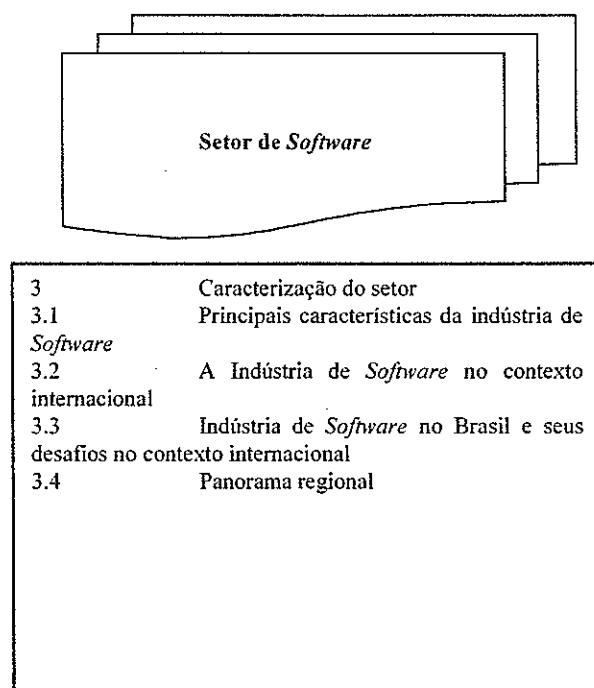 Setor de Software
3 Caracterização do setor
3.1 Principais características da indústria de
Software
3.2 A Indústria de Software no contexto
internacional
3.3 Indústria de Software no Brasil e seus
desafios no contexto internacional
3.4 Panorama regional